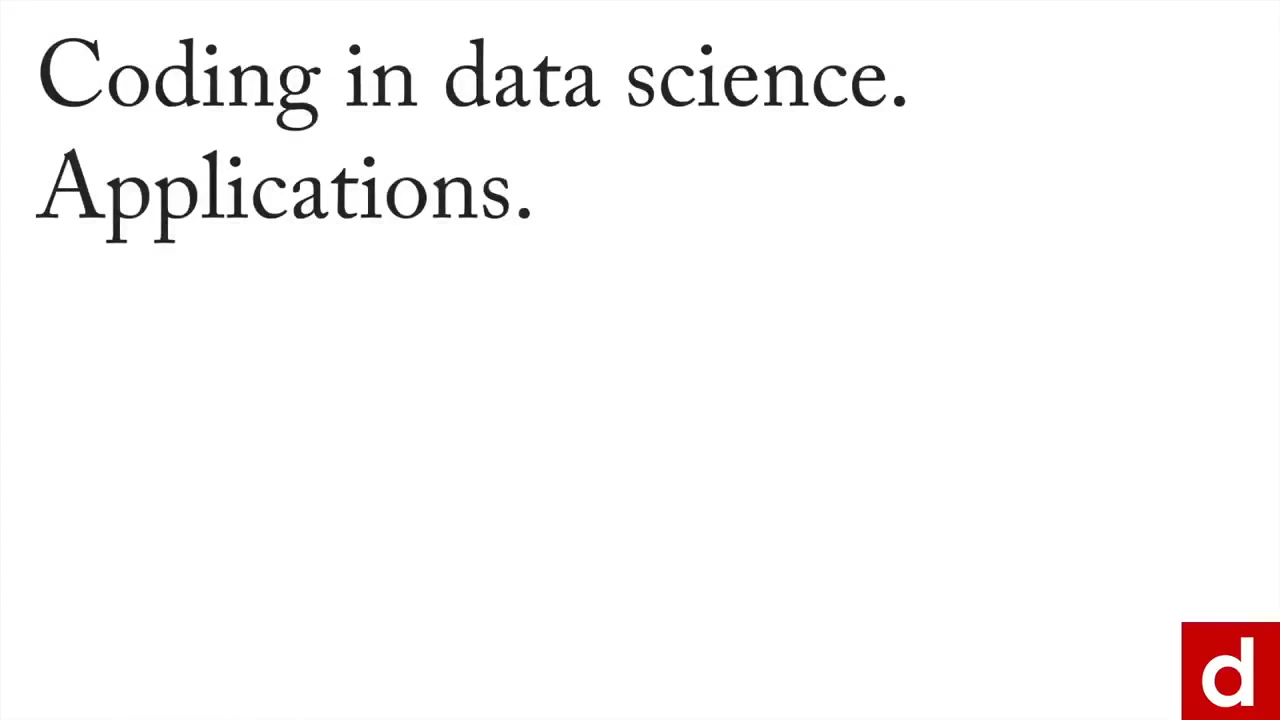 Coding in data science.
Applications.
d